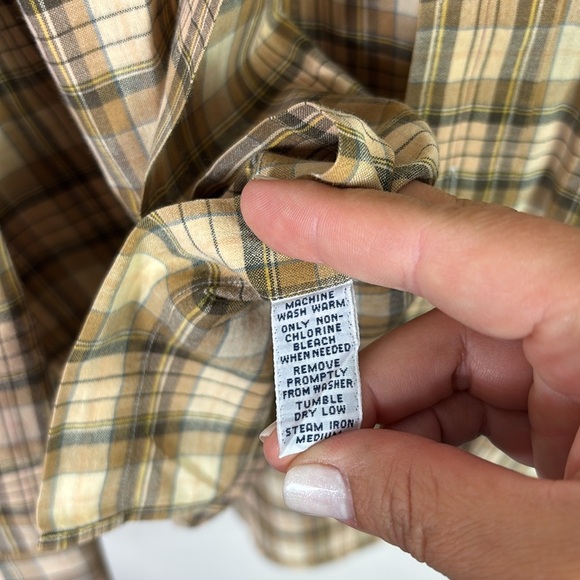 MACHINE
WASH WARM
ONLY NON-
CHLORINE
BLEACH
WHEN NEEDED
REMOVE
PROMPTLY
FROM WASHER
TUMBLE
DRY LOW
STEAM IRON
MEDIUM